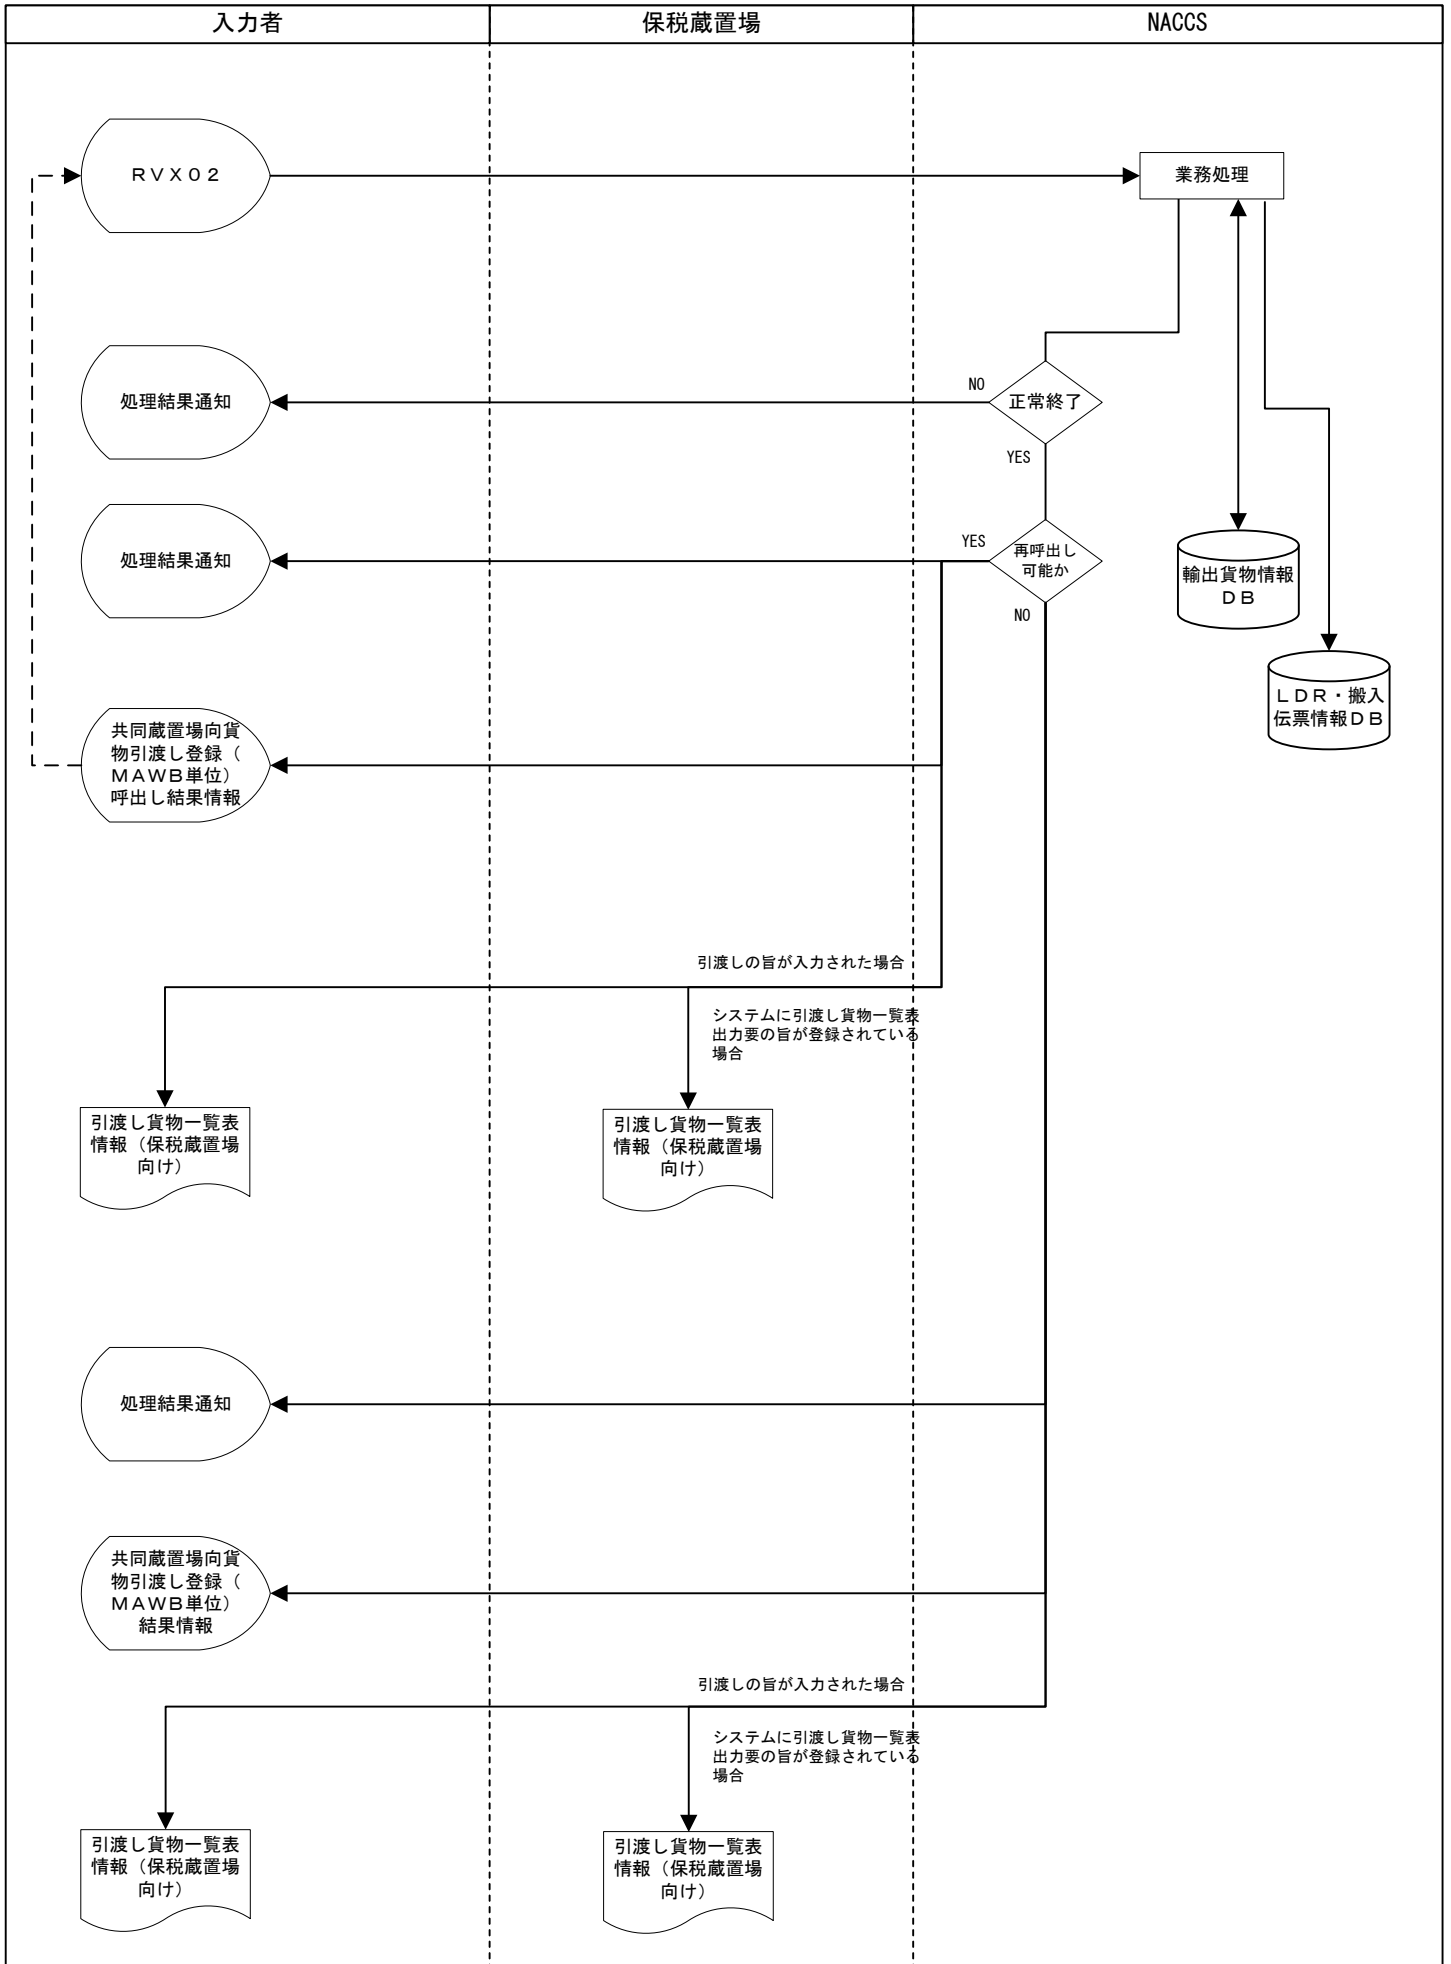 入力者
保税蔵置場
NACCS
ＲＶＸ０２
業務処理
処理結果通知
NO
正常終了
YES
処理結果通知
YES
再呼出し
可能か
NO
輸出貨物情報
ＤＢ
ＬＤＲ・搬入
伝票情報ＤＢ
共同蔵置場向貨
物引渡し登録（
ＭＡＷＢ単位）
呼出し結果情報
引渡しの旨が入力された場合
システムに引渡し貨物一覧表
出力要の旨が登録されている
場合
引渡し貨物一覧表
情報（保税蔵置場
向け）
引渡し貨物一覧表
情報（保税蔵置場
向け）
処理結果通知
共同蔵置場向貨
物引渡し登録（
ＭＡＷＢ単位）
結果情報
引渡しの旨が入力された場合
システムに引渡し貨物一覧表
出力要の旨が登録されている
場合
引渡し貨物一覧表
情報（保税蔵置場
向け）
引渡し貨物一覧表
情報（保税蔵置場
向け）